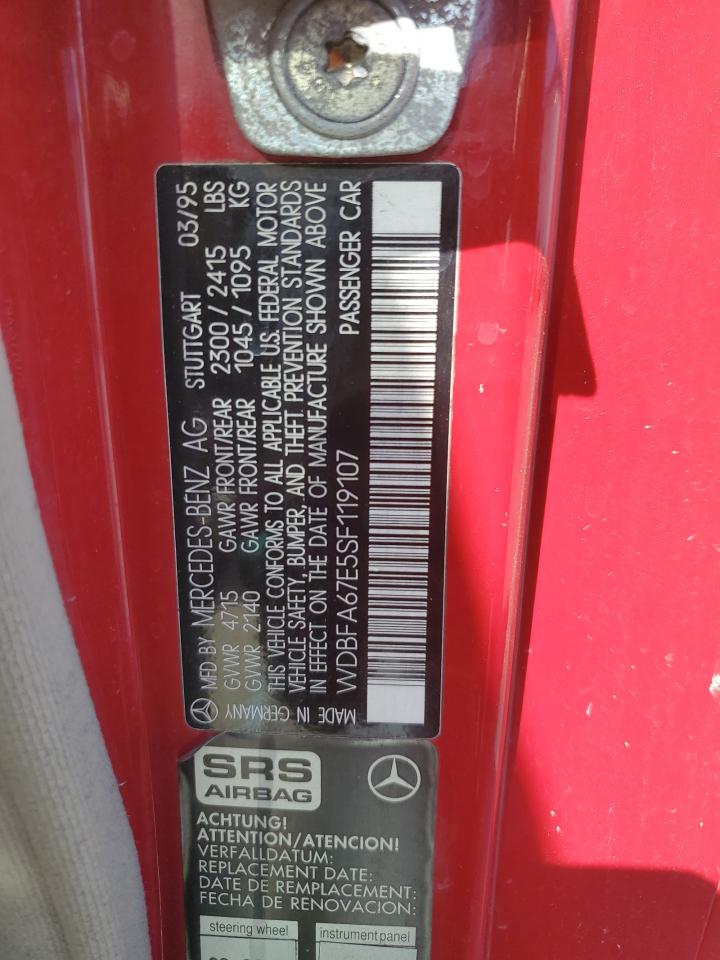 MFD. BY MERCEDES-BENZ AG STUTTGART 03/95
GVWR 4715 GAWR FRONT/REAR 2300 / 2415 LBS
GVWR 2140 GAWR FRONT/REAR 1045 / 1095 KG
THIS VEHICLE CONFORMS TO ALL APPLICABLE U.S. FEDERAL MOTOR
VEHICLE SAFETY, BUMPER, AND THEFT PREVENTION STANDARDS
IN EFFECT ON THE DATE OF MANUFACTURE SHOWN ABOVE
WDBFA67E5SF119107 PASSENGER CAR
MADE IN GERMANY
SRS
AIRBAG
ACHTUNG!
ATTENTION/ATENCION!
VERFALLDATUM:
REPLACEMENT DATE:
DATE DE REMPLACEMENT:
FECHA DE RENOVACION:
steering wheel instrument panel